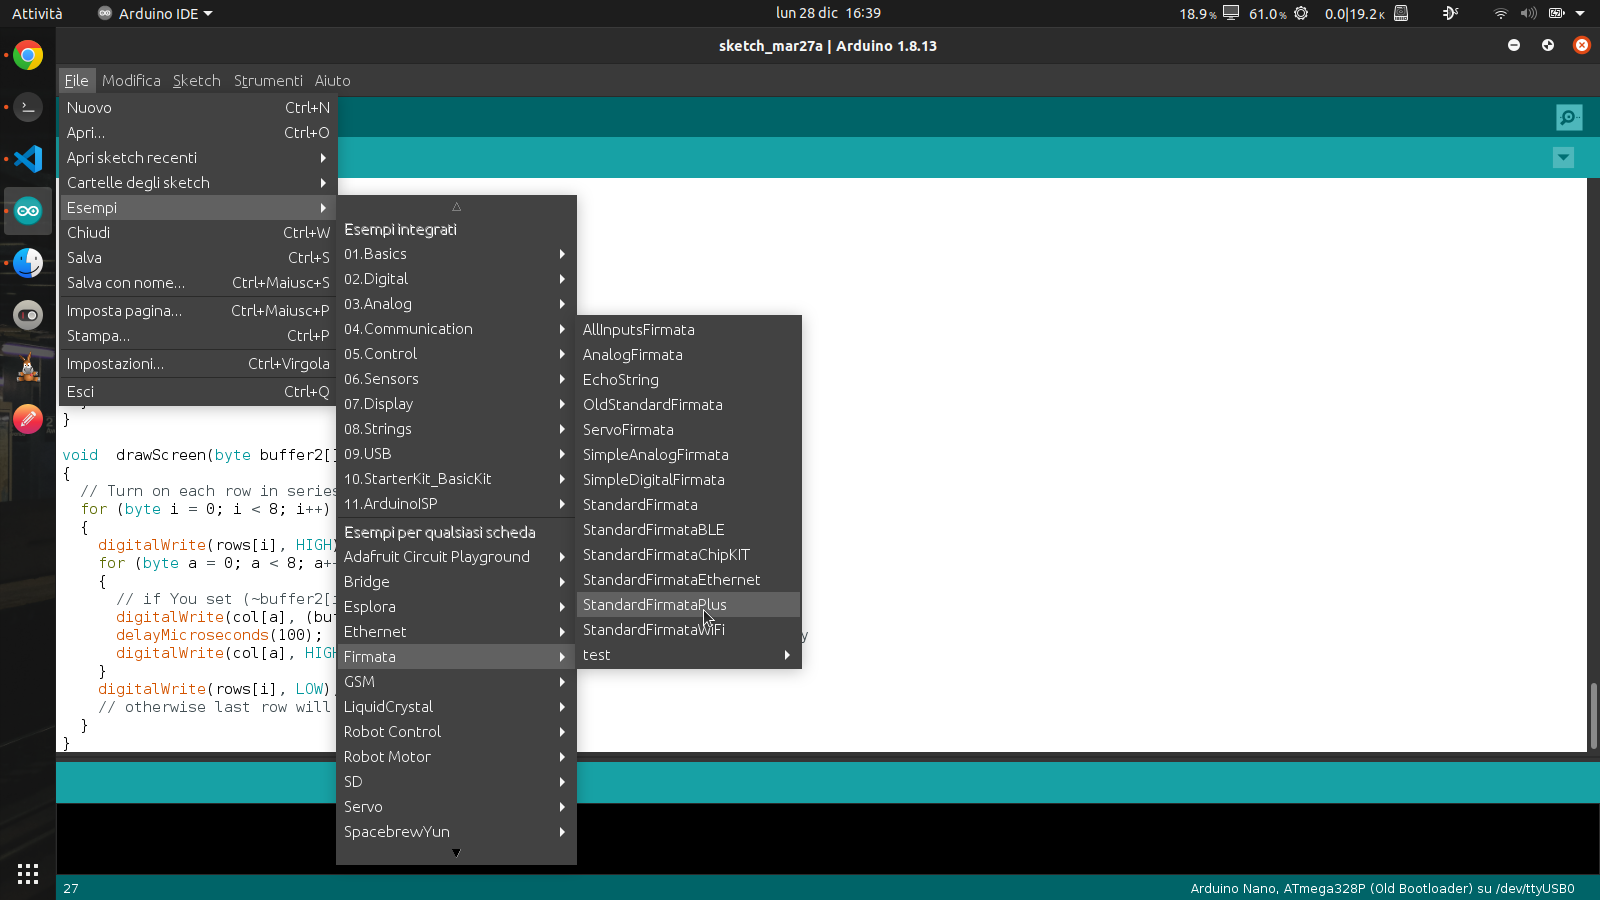 Attività
Arduino IDE
lun 28 dic 16:39
18.9%
61.0%
0.0|19.2K
sketch_mar27a | Arduino 1.8.13
File Modifica Sketch Strumenti Aiuto
Nuovo Ctrl+N
Apri... Ctrl+O
Apri sketch recenti
Cartelle degli sketch
Esempi
Chiudi Ctrl+W
Salva Ctrl+S
Salva con nome... Ctrl+Maiusc+S
Imposta pagina... Ctrl+Maiusc+P
Stampa... Ctrl+P
Impostazioni... Ctrl+Virgola
Esci Ctrl+Q
Esempi integrati
01.Basics
02.Digital
03.Analog
04.Communication
05.Control
06.Sensors
07.Display
08.Strings
09.USB
10.StarterKit_BasicKit
11.ArduinoISP
Esempi per qualsiasi scheda
Adafruit Circuit Playground
Bridge
Esplora
Ethernet
Firmata
GSM
LiquidCrystal
Robot Control
Robot Motor
SD
Servo
SpacebrewYun
AllInputsFirmata
AnalogFirmata
EchoString
OldStandardFirmata
ServoFirmata
SimpleAnalogFirmata
SimpleDigitalFirmata
StandardFirmata
StandardFirmataBLE
StandardFirmataChipKIT
StandardFirmataEthernet
StandardFirmataPlus
StandardFirmataWiFi
test
}
void drawScreen(byte buffer2[]
{
// Turn on each row in series
for (byte i = 0; i < 8; i++)
{
digitalWrite(rows[i], HIGH)
for (byte a = 0; a < 8; a+
{
// if You set (~buffer2[
digitalWrite(col[a], (bu
delayMicroseconds(100);
digitalWrite(col[a], HIGH
}
digitalWrite(rows[i], LOW)
// otherwise last row will
}
}
27
Arduino Nano, ATmega328P (Old Bootloader) su /dev/ttyUSB0